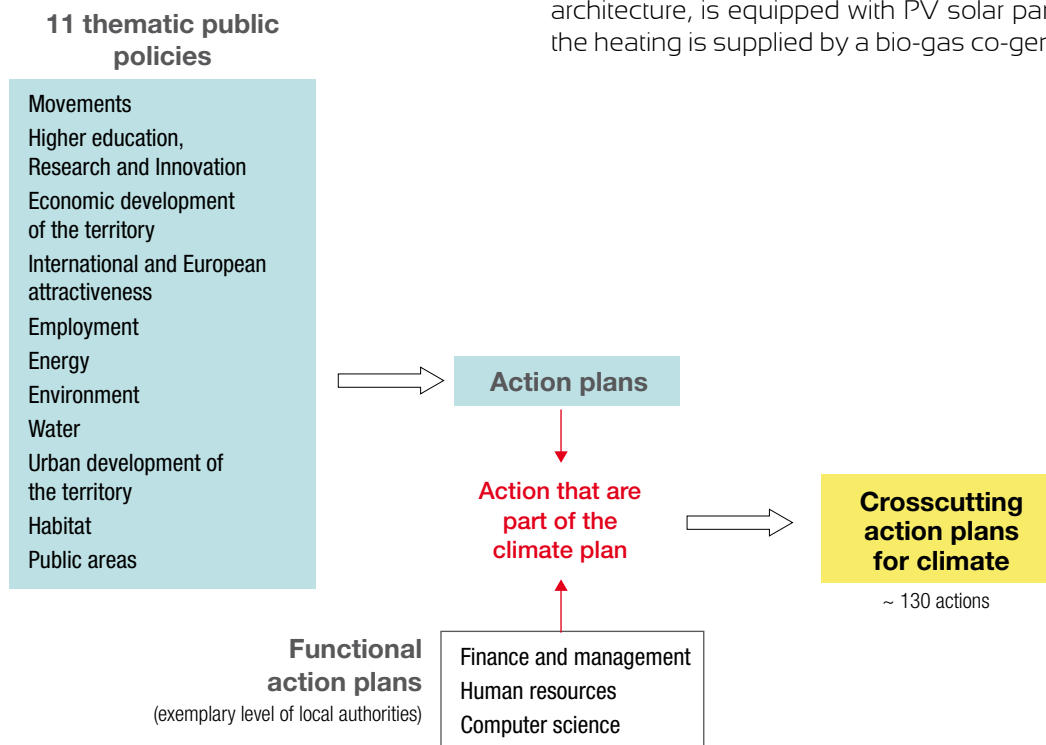 architecture, is equipped with PV solar
the heating is supplied by a bio-gas
11 thematic public
policies
Movements
Higher education,
Research and Innovation
Economic development
of the territory
International and European
attractiveness
Employment
Energy
Environment
Water
Urban development of
the territory
Habitat
Public areas
Action plans
Action that are
part of the
climate plan
Crosscutting
action plans
for climate
~ 130 actions
Functional
action plans
(exemplary level of local authorities)
Finance and management
Human resources
Computer science